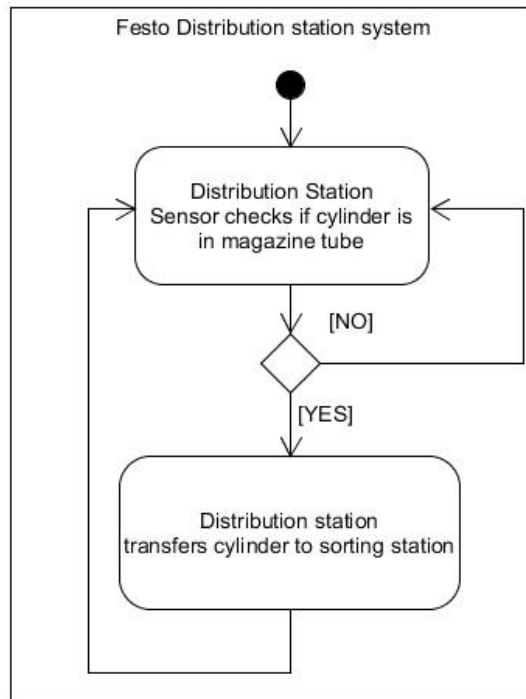 Festo Distribution station system
Distribution Station
Sensor checks if cylinder is
in magazine tube
[NO]
[YES]
Distribution station
transfers cylinder to sorting station